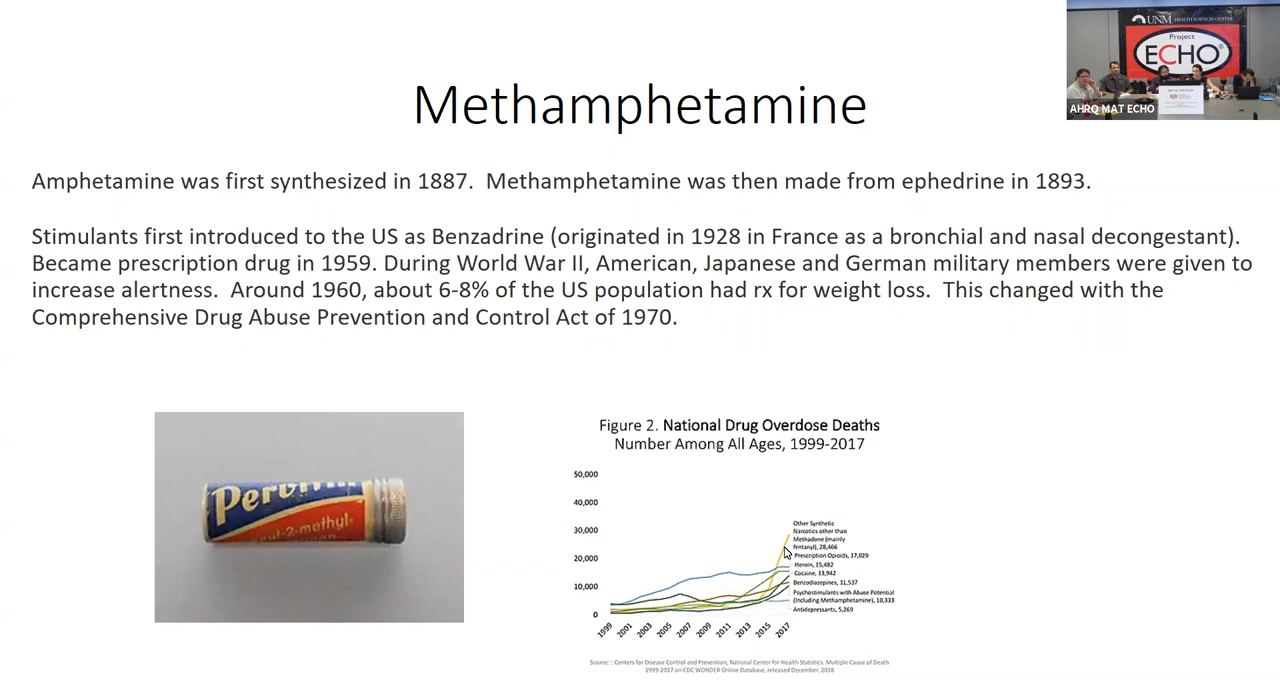 UNM HEALTH SCIENCES CENTER
Project
ECHO®
AHRQ MAT ECHO
Methamphetamine
Amphetamine was first synthesized in 1887. Methamphetamine was then made from ephedrine in 1893.
Stimulants first introduced to the US as Benzadrine (originated in 1928 in France as a bronchial and nasal decongestant).
Became prescription drug in 1959. During World War II, American, Japanese and German military members were given to
increase alertness. Around 1960, about 6-8% of the US population had rx for weight loss. This changed with the
Comprehensive Drug Abuse Prevention and Control Act of 1970.
-2-methyl-
Figure 2. National Drug Overdose Deaths
Number Among All Ages, 1999-2017
50,000
40,000
30,000
20,000
10,000
0
1999
2001
2003
2005
2007
2009
2011
2013
2015
2017
Other Synthetic
Narcotics other than
Methadone (mainly
fentanyl), 28,466
Prescription Opioids, 17,029
Heroin, 15,482
Cocaine, 13,942
Benzodiazepines, 11,537
Psychostimulants with Abuse Potential
(Including Methamphetamine), 10,333
Antidepressants, 5,269
Source: : Centers for Disease Control and Prevention, National Center for Health Statistics. Multiple Cause of Death
1999-2017 on CDC WONDER Online Database, released December, 2018